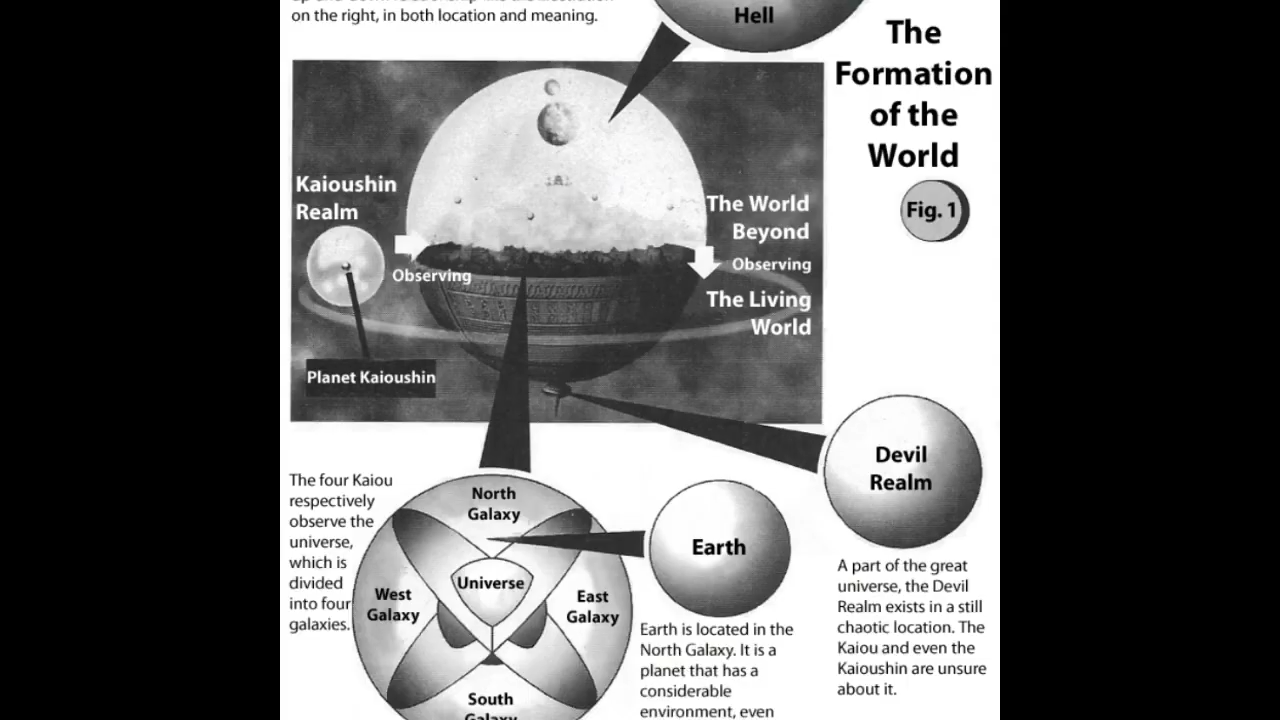 on the right, in both location and meaning.
Hell
The
Formation
of the
World
Fig. 1
Kaioushin
Realm
Observing
The World
Beyond
Observing
The Living
World
Planet Kaioushin
Devil
Realm
The four Kaiou
respectively
observe the
universe,
which is
divided
into four
galaxies.
North
Galaxy
Universe
West
Galaxy
East
Galaxy
South
Galaxy
Earth
Earth is located in the
North Galaxy. It is a
planet that has a
considerable
environment, even
A part of the great
universe, the Devil
Realm exists in a still
chaotic location. The
Kaiou and even the
Kaioushin are unsure
about it.